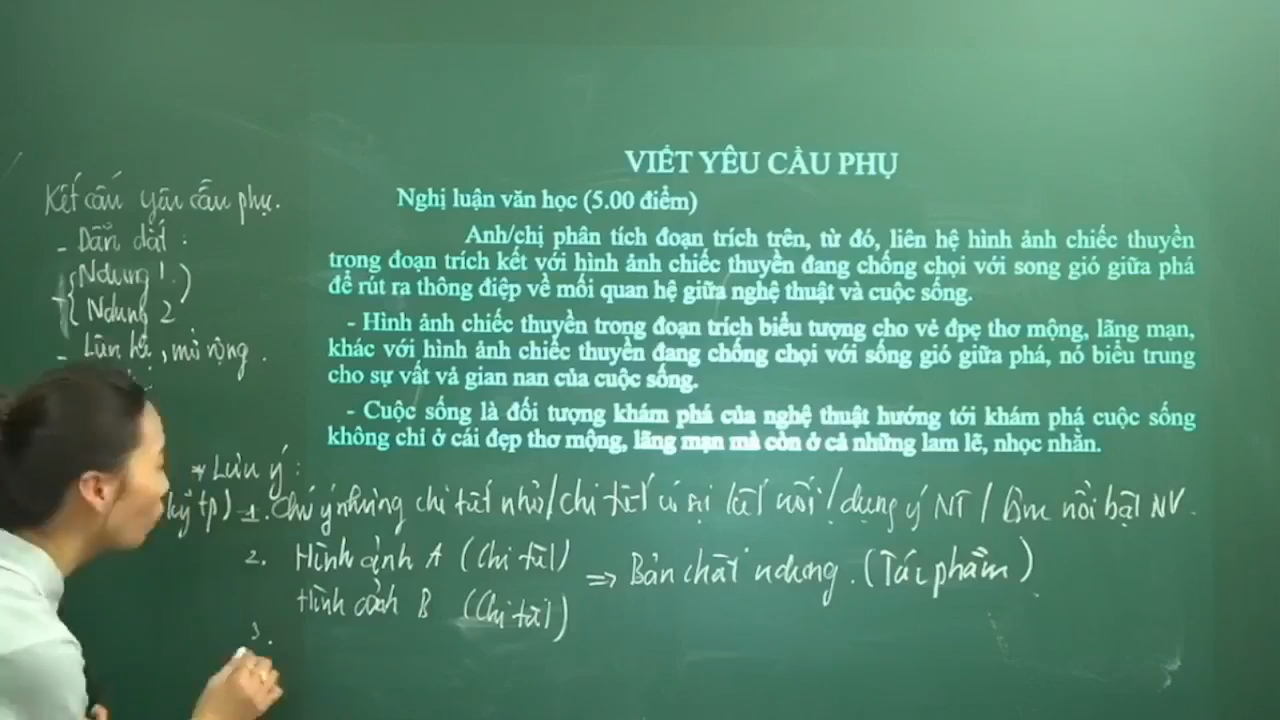 VIẾT YÊU CẦU PHỤ
Nghị luận văn học (5.00 điểm)
Anh/chị phân tích đoạn trích trên, từ đó, liên hệ hình ảnh chiếc thuyền
trong đoạn trích kết với hình ảnh chiếc thuyền đang chống chọi với song gió giữa phá
để rút ra thông điệp về mối quan hệ giữa nghệ thuật và cuộc sống.
- Hình ảnh chiếc thuyền trong đoạn trích biểu tượng cho vẻ đpẹ thơ mộng, lãng mạn,
khác với hình ảnh chiếc thuyền đang chống chọi với sống gió giữa phá, nó biểu trung
cho sự vất vả gian nan của cuộc sống.
- Cuộc sống là đối tượng khám phá của nghệ thuật hướng tới khám phá cuộc sống
không chỉ ở cái đẹp thơ mộng, lãng mạn mà còn ở cả những lam lẽ, nhọc nhằn.
Kết cấu yêu cầu phụ.
- Dẫn dắt :
Ndung 1
Ndung 2
- Liên hệ, mở rộng.
* Lưu ý :
kỹ tp) 1. Chú ý những chi tiết nhỏ / chi tiết có sự kết nối / dụng ý NT / làm nổi bật NV.
2. Hình ảnh A (Chi tiết)
Hình ảnh B (Chi tiết)
=> Bản chất ndung. (Tác phẩm)
3.